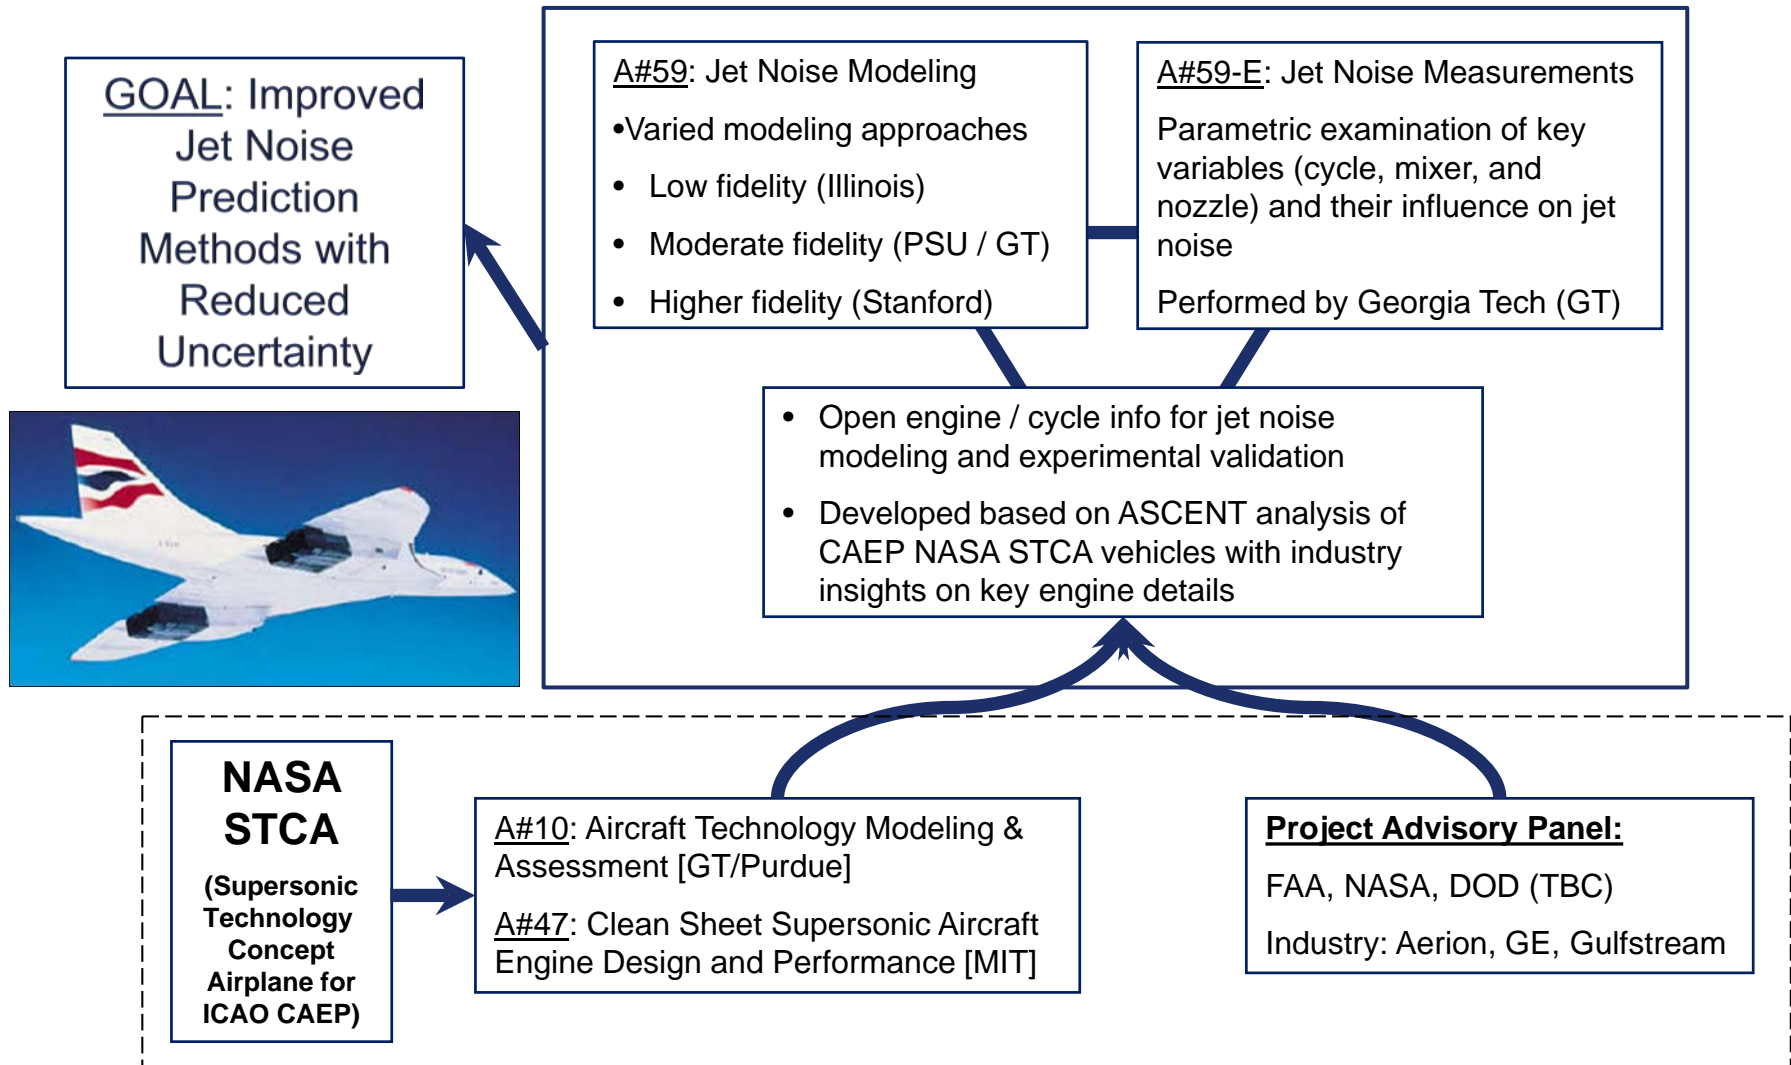 GOAL: Improved
Jet Noise
Prediction
Methods with
Reduced
Uncertainty
A#59: Jet Noise Modeling
•Varied modeling approaches
• Low fidelity (Illinois)
• Moderate fidelity (PSU / GT)
• Higher fidelity (Stanford)
A#59-E: Jet Noise Measurements
Parametric examination of key
variables (cycle, mixer, and
nozzle) and their influence on jet
noise
Performed by Georgia Tech (GT)
• Open engine / cycle info for jet noise
modeling and experimental validation
• Developed based on ASCENT analysis of
CAEP NASA STCA vehicles with industry
insights on key engine details
NASA
STCA
(Supersonic
Technology
Concept
Airplane for
ICAO CAEP)
A#10: Aircraft Technology Modeling &
Assessment [GT/Purdue]
A#47: Clean Sheet Supersonic Aircraft
Engine Design and Performance [MIT]
Project Advisory Panel:
FAA, NASA, DOD (TBC)
Industry: Aerion, GE, Gulfstream